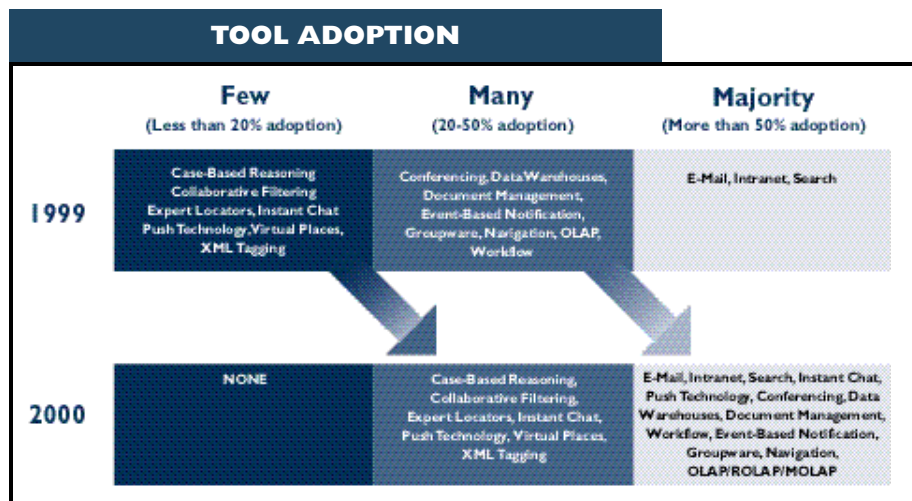 TOOL ADOPTION
Few
(Less than 20% adoption)
Many
(20-50% adoption)
Majority
(More than 50% adoption)
1999
Case-Based Reasoning
Collaborative Filtering
Expert Locators, Instant Chat
Push Technology, Virtual Places,
XML Tagging
Conferencing, Data Warehouses,
Document Management,
Event-Based Notification,
Groupware, Navigation, OLAP,
Workflow
E-Mail, Intranet, Search
2000
NONE
Case-Based Reasoning,
Collaborative Filtering,
Expert Locators, Instant Chat,
Push Technology, Virtual Places,
XML Tagging
E-Mail, Intranet, Search, Instant Chat,
Push Technology, Conferencing, Data
Warehouses, Document Management,
Workflow, Event-Based Notification,
Groupware, Navigation,
OLAP/ROLAP/MOLAP